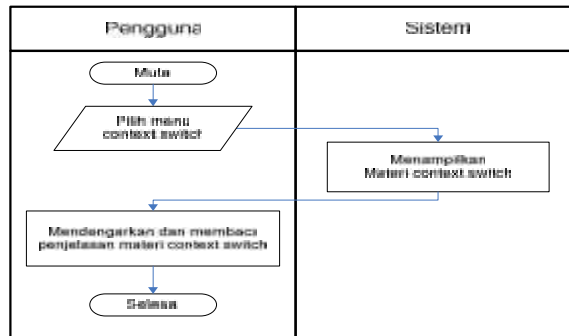 Pengguna
Sistem
Mulai
Pilih menu
context switch
Menampilkan
Materi context switch
Mendengarkan dan membaca
penjelasan materi context switch
Selesai